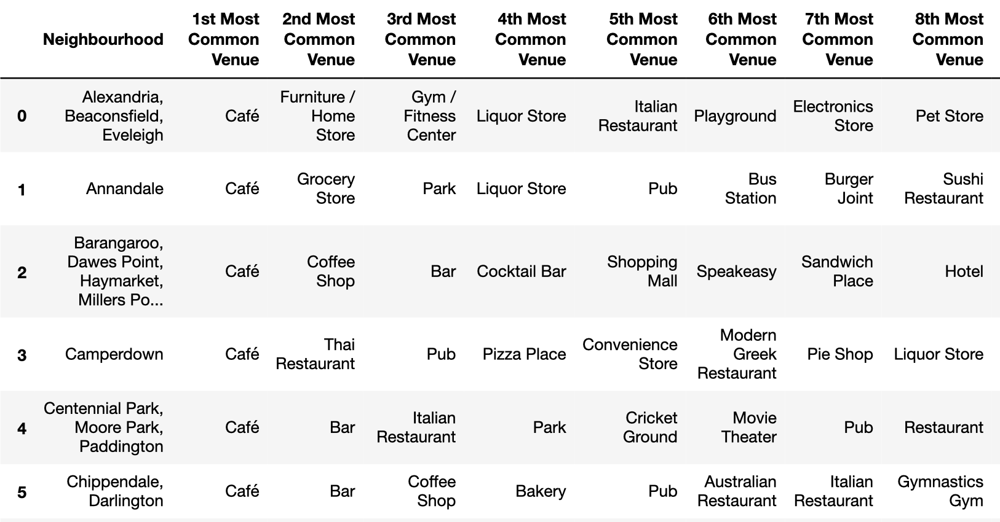 Neighbourhood 1st Most Common Venue 2nd Most Common Venue 3rd Most Common Venue 4th Most Common Venue 5th Most Common Venue 6th Most Common Venue 7th Most Common Venue 8th Most Common Venue
0 Alexandria, Beaconsfield, Eveleigh Café Furniture / Home Store Gym / Fitness Center Liquor Store Italian Restaurant Playground Electronics Store Pet Store
1 Annandale Café Grocery Store Park Liquor Store Pub Bus Station Burger Joint Sushi Restaurant
2 Barangaroo, Dawes Point, Haymarket, Millers Po... Café Coffee Shop Bar Cocktail Bar Shopping Mall Speakeasy Sandwich Place Hotel
3 Camperdown Café Thai Restaurant Pub Pizza Place Convenience Store Modern Greek Restaurant Pie Shop Liquor Store
4 Centennial Park, Moore Park, Paddington Café Bar Italian Restaurant Park Cricket Ground Movie Theater Pub Restaurant
5 Chippendale, Darlington Café Bar Coffee Shop Bakery Pub Australian Restaurant Italian Restaurant Gymnastics Gym